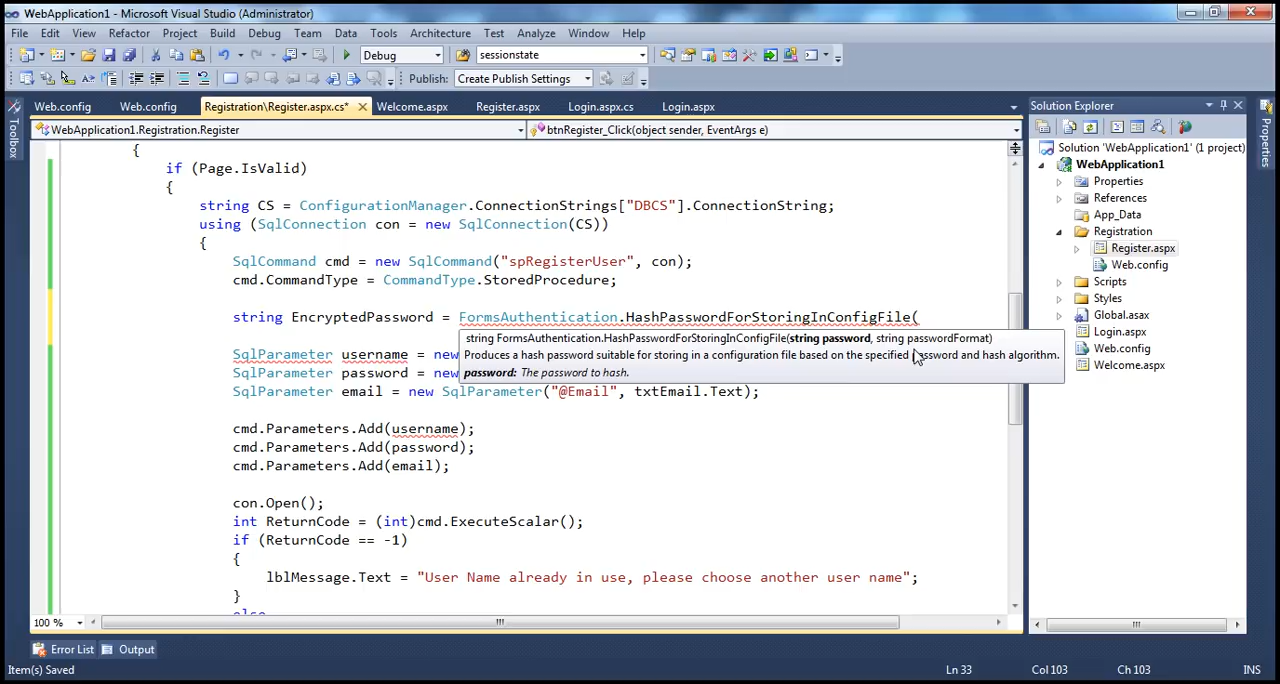 WebApplication1 - Microsoft Visual Studio (Administrator)
File Edit View Refactor Project Build Debug Team Data Tools Architecture Test Analyze Window Help
Debug sessionstate
Publish: Create Publish Settings
Web.config Web.config Registration\Register.aspx.cs* Welcome.aspx Register.aspx Login.aspx.cs Login.aspx
WebApplication1.Registration.Register btnRegister_Click(object sender, EventArgs e)
{
if (Page.IsValid)
{
string CS = ConfigurationManager.ConnectionStrings["DBCS"].ConnectionString;
using (SqlConnection con = new SqlConnection(CS))
{
SqlCommand cmd = new SqlCommand("spRegisterUser", con);
cmd.CommandType = CommandType.StoredProcedure;
string EncryptedPassword = FormsAuthentication.HashPasswordForStoringInConfigFile(
string FormsAuthentication.HashPasswordForStoringInConfigFile(string password, string passwordFormat)
Produces a hash password suitable for storing in a configuration file based on the specified password and hash algorithm.
password: The password to hash.
SqlParameter username = new
SqlParameter password = new
SqlParameter email = new SqlParameter("@Email", txtEmail.Text);
cmd.Parameters.Add(username);
cmd.Parameters.Add(password);
cmd.Parameters.Add(email);
con.Open();
int ReturnCode = (int)cmd.ExecuteScalar();
if (ReturnCode == -1)
{
lblMessage.Text = "User Name already in use, please choose another user name";
}
else
100 %
Toolbox
Solution Explorer
Solution 'WebApplication1' (1 project)
WebApplication1
Properties
References
App_Data
Registration
Register.aspx
Web.config
Scripts
Styles
Global.asax
Login.aspx
Web.config
Welcome.aspx
Properties
Error List Output
Item(s) Saved Ln 33 Col 103 Ch 103 INS